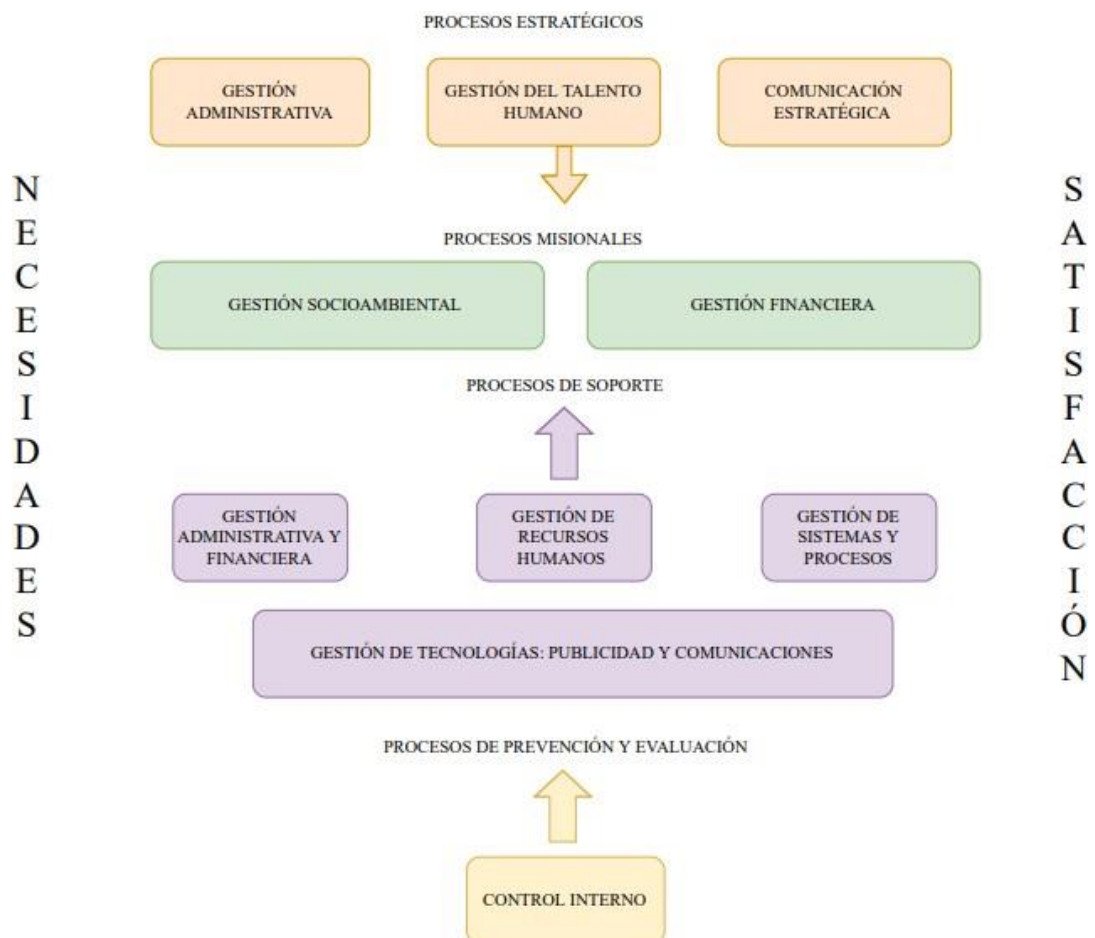 PROCESOS ESTRATÉGICOS
GESTIÓN
ADMINISTRATIVA
GESTIÓN DEL TALENTO
HUMANO
COMUNICACIÓN
ESTRATÉGICA
NECESIDADES
SATISFACCIÓN
PROCESOS MISIONALES
GESTIÓN SOCIOAMBIENTAL
GESTIÓN FINANCIERA
PROCESOS DE SOPORTE
GESTIÓN
ADMINISTRATIVA Y
FINANCIERA
GESTIÓN DE
RECURSOS
HUMANOS
GESTIÓN DE
SISTEMAS Y
PROCESOS
GESTIÓN DE TECNOLOGÍAS: PUBLICIDAD Y COMUNICACIONES
PROCESOS DE PREVENCIÓN Y EVALUACIÓN
CONTROL INTERNO